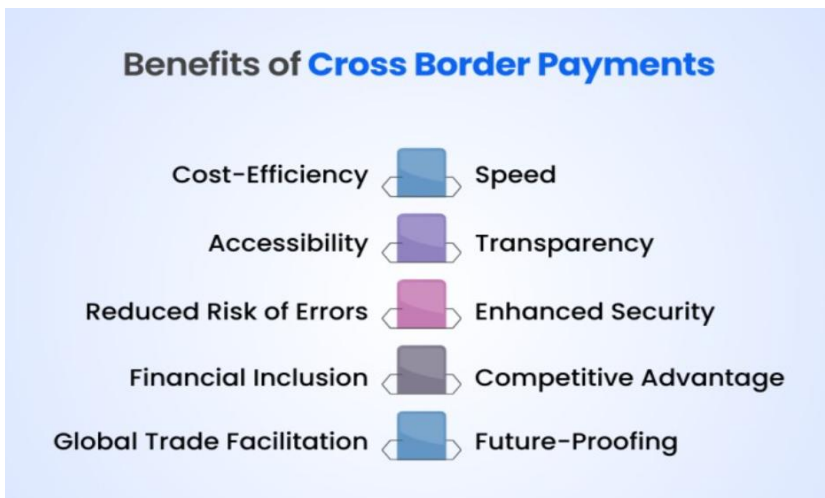 Benefits of Cross Border Payments
Cost-Efficiency Speed
Accessibility Transparency
Reduced Risk of Errors Enhanced Security
Financial Inclusion Competitive Advantage
Global Trade Facilitation Future-Proofing